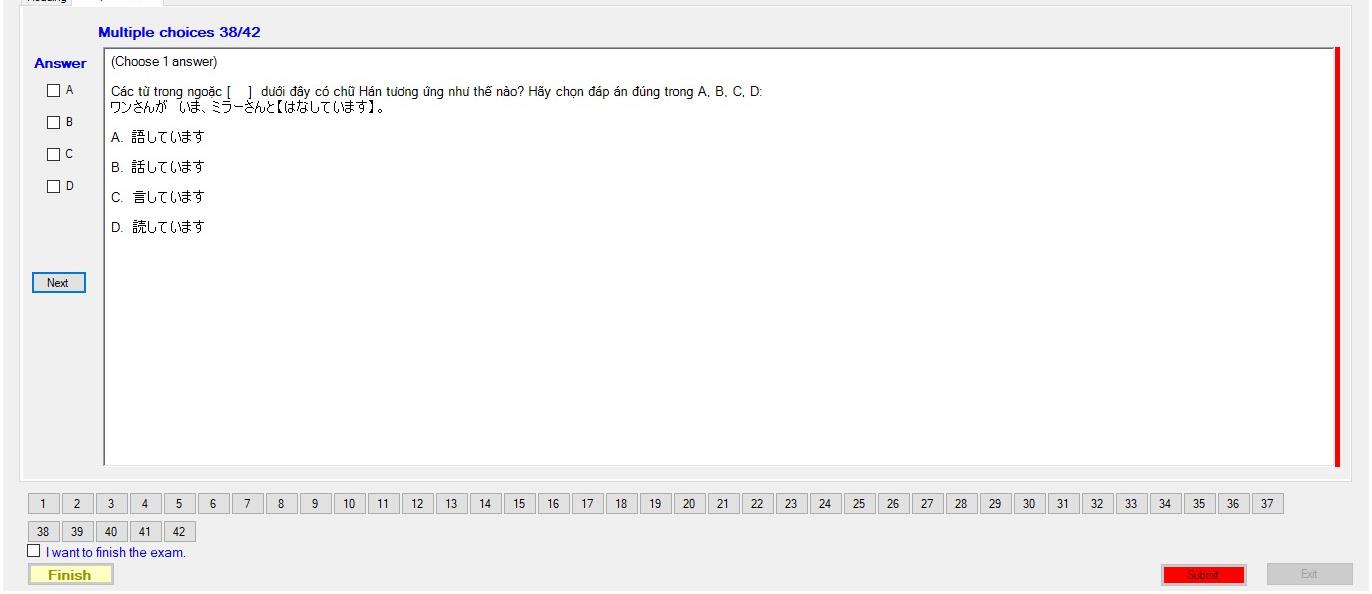 Multiple choices 38/42
Answer
(Choose 1 answer)
A
Các từ trong ngoặc [ ] dưới đây có chữ Hán tương ứng như thế nào? Hãy chọn đáp án đúng trong A, B, C, D:
ワンさんが いま、ミラーさんと【はなしています】。
B
A. 語しています
C
B. 話しています
D
C. 言しています
D. 読しています
Next
1 2 3 4 5 6 7 8 9 10 11 12 13 14 15 16 17 18 19 20 21 22 23 24 25 26 27 28 29 30 31 32 33 34 35 36 37
38 39 40 41 42
I want to finish the exam.
Finish
Submit
Exit